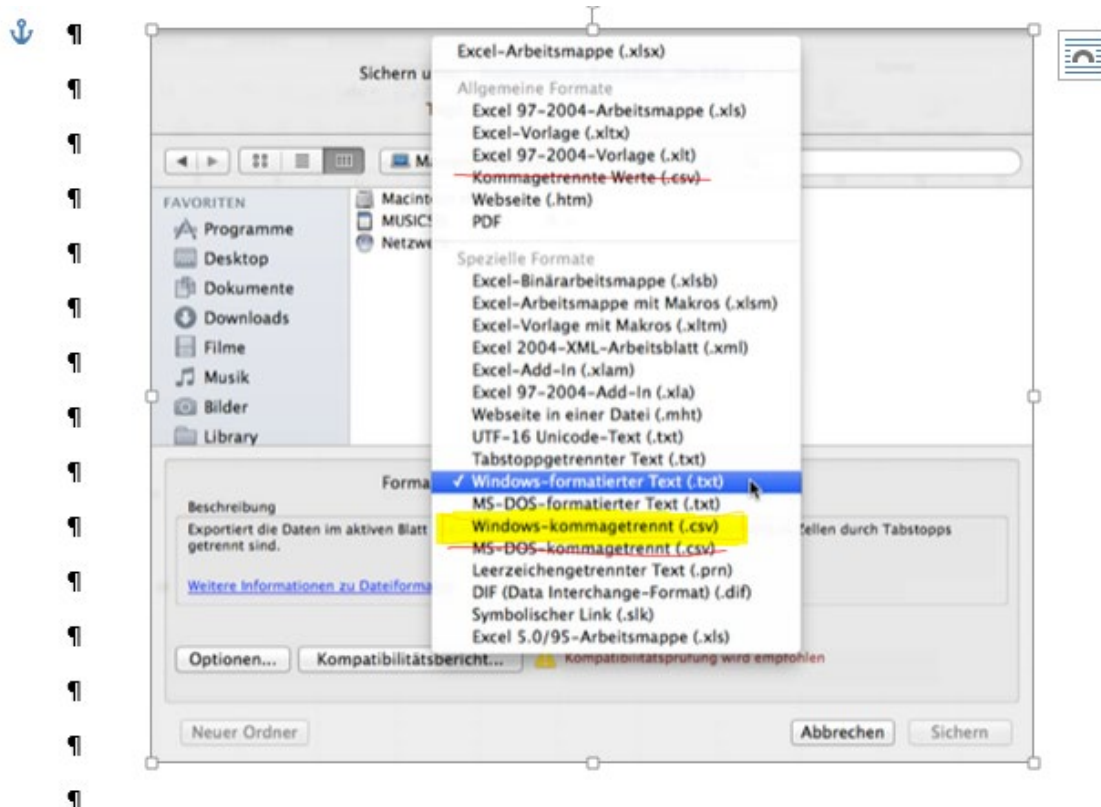 Sichern u
Excel-Arbeitsmappe (.xlsx)
Allgemeine Formate
Excel 97-2004-Arbeitsmappe (.xls)
Excel-Vorlage (.xltx)
Excel 97-2004-Vorlage (.xlt)
Kommagetrennte Werte (.csv)
Webseite (.htm)
PDF
Spezielle Formate
Excel-Binärarbeitsmappe (.xlsb)
Excel-Arbeitsmappe mit Makros (.xlsm)
Excel-Vorlage mit Makros (.xltm)
Excel 2004-XML-Arbeitsblatt (.xml)
Excel-Add-In (.xlam)
Excel 97-2004-Add-In (.xla)
Webseite in einer Datei (.mht)
UTF-16 Unicode-Text (.txt)
Tabstoppgetrennter Text (.txt)
✓ Windows-formatierter Text (.txt)
MS-DOS-formatierter Text (.txt)
Windows-kommagetrennt (.csv)
MS-DOS-kommagetrennt (.csv)
Leerzeichengetrennter Text (.prn)
DIF (Data Interchange-Format) (.dif)
Symbolischer Link (.slk)
Excel 5.0/95-Arbeitsmappe (.xls)
FAVORITEN
Programme
Desktop
Dokumente
Downloads
Filme
Musik
Bilder
Library
Macint
MUSICS
Netzwe
Forma
Beschreibung
Exportiert die Daten im aktiven Blatt Zellen durch Tabstopps
getrennt sind.
Weitere Informationen zu Dateiforma
Optionen... Kompatibilitätsbericht... Kompatibilitätsprüfung wird empfohlen
Neuer Ordner Abbrechen Sichern